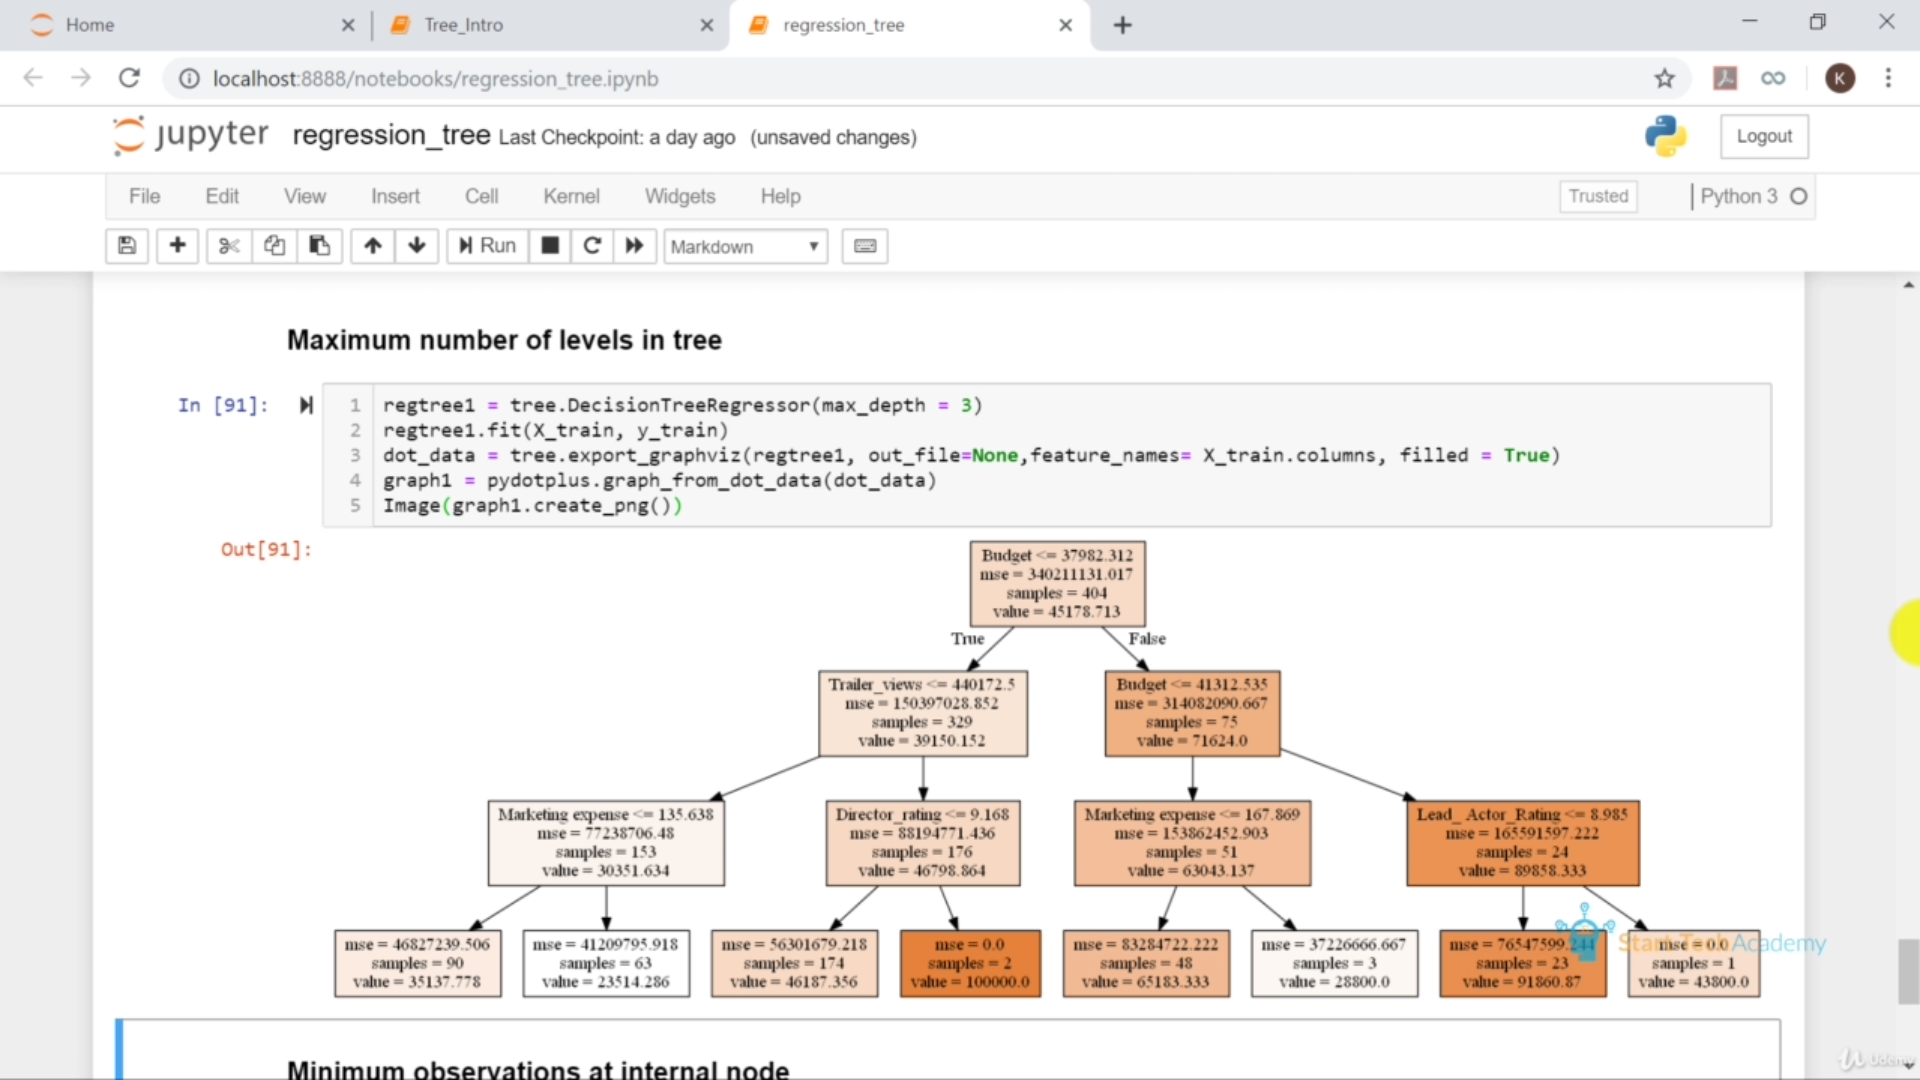 Home
Tree_Intro
regression_tree
localhost:8888/notebooks/regression_tree.ipynb
K
jupyter regression_tree Last Checkpoint: a day ago (unsaved changes)
Logout
File Edit View Insert Cell Kernel Widgets Help
Trusted
Python 3
Run
Markdown
Maximum number of levels in tree
In [91]:
1 regtree1 = tree.DecisionTreeRegressor(max_depth = 3)
2 regtree1.fit(X_train, y_train)
3 dot_data = tree.export_graphviz(regtree1, out_file=None,feature_names= X_train.columns, filled = True)
4 graph1 = pydotplus.graph_from_dot_data(dot_data)
5 Image(graph1.create_png())
Out[91]:
Budget <= 37982.312
mse = 340211131.017
samples = 404
value = 45178.713
True
False
Trailer_views <= 440172.5
mse = 150397028.852
samples = 329
value = 39150.152
Budget <= 41312.535
mse = 314082090.667
samples = 75
value = 71624.0
Marketing expense <= 135.638
mse = 77238706.48
samples = 153
value = 30351.634
Director_rating <= 9.168
mse = 88194771.436
samples = 176
value = 46798.864
Marketing expense <= 167.869
mse = 153862452.903
samples = 51
value = 63043.137
Lead_ Actor_Rating <= 8.985
mse = 165591597.222
samples = 24
value = 89858.333
mse = 46827239.506
samples = 90
value = 35137.778
mse = 41209795.918
samples = 63
value = 23514.286
mse = 56301679.218
samples = 174
value = 46187.356
mse = 0.0
samples = 2
value = 100000.0
mse = 83284722.222
samples = 48
value = 65183.333
mse = 37226666.667
samples = 3
value = 28800.0
mse = 76547599.244
samples = 23
value = 91860.87
mse = 0.0
samples = 1
value = 43800.0
Start-Tech Academy
Minimum observations at internal node
Udemy